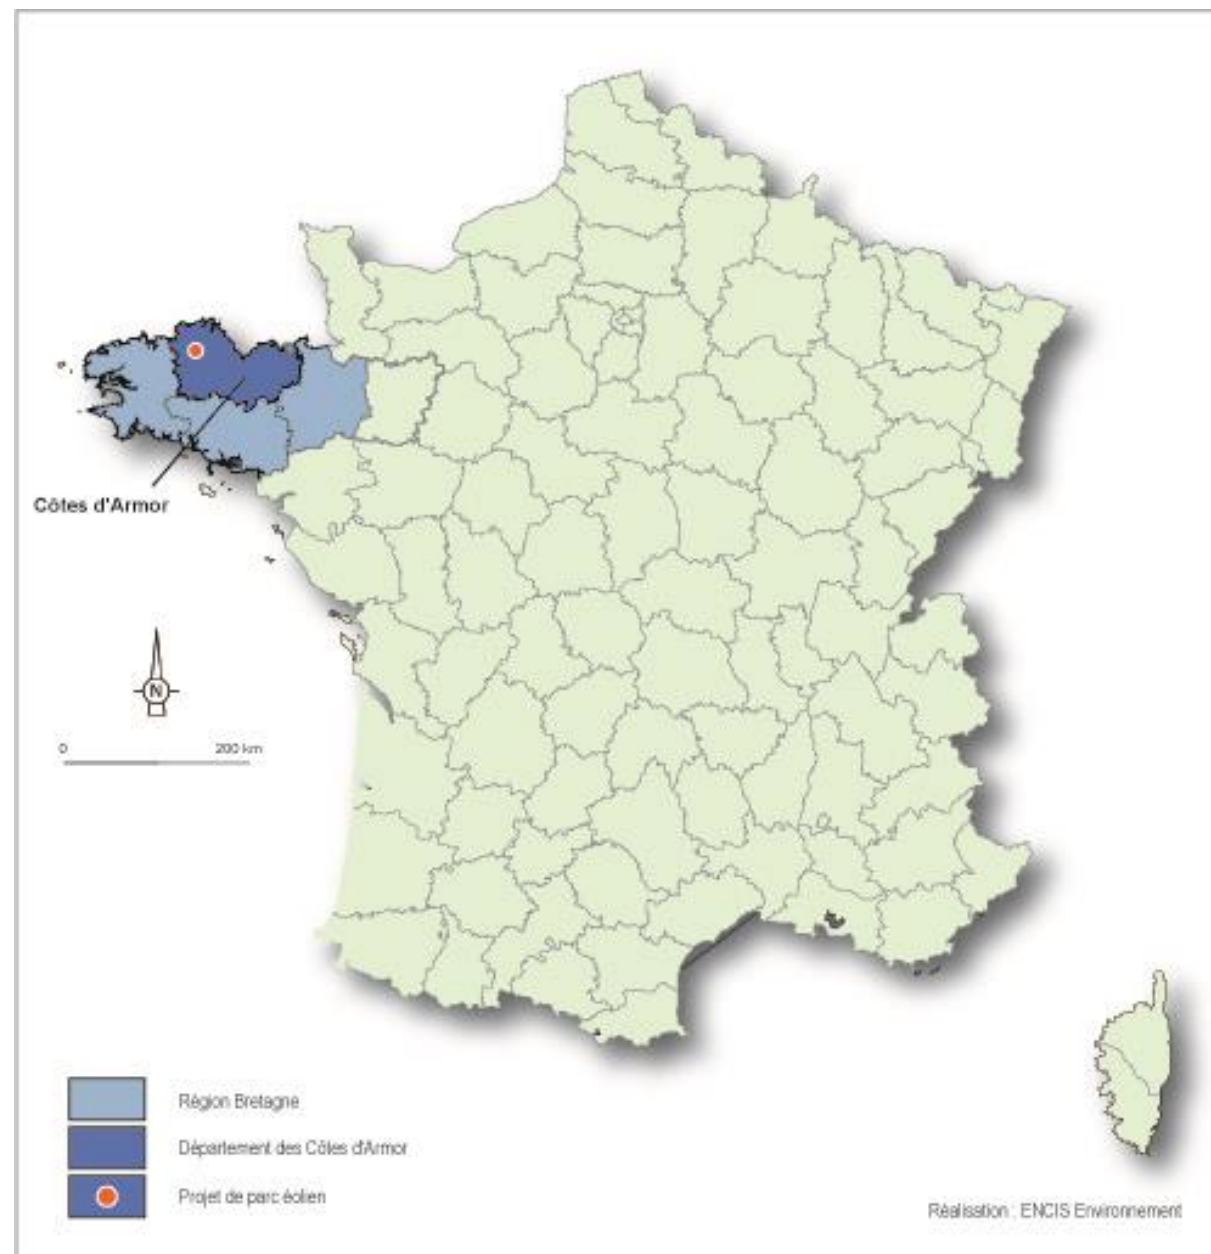 Côtes d'Armor
N
0 200 km
Région Bretagne
Département des Côtes d'Armor
Projet de parc éolien
Réalisation : ENCIS Environnement